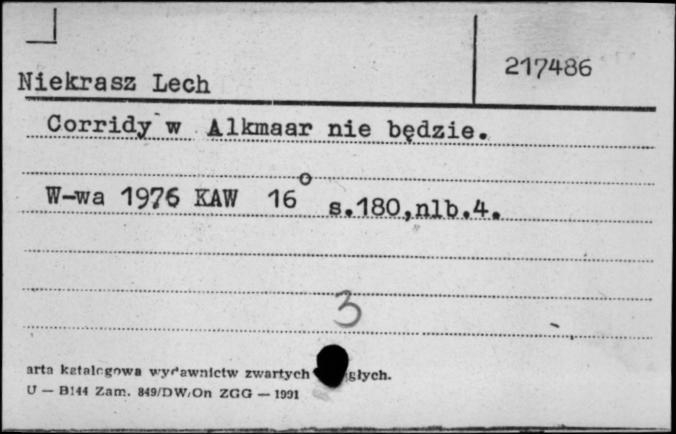 217486
Niekrasz Lech
Corridy w Alkmaar nie będzie.
W-wa 1976 KAW 16° s.180,nlb.4.
3
arta katalogowa wydawnictw zwartych głych.
U — B144 Zam. 849/DW/On ZGG — 1991